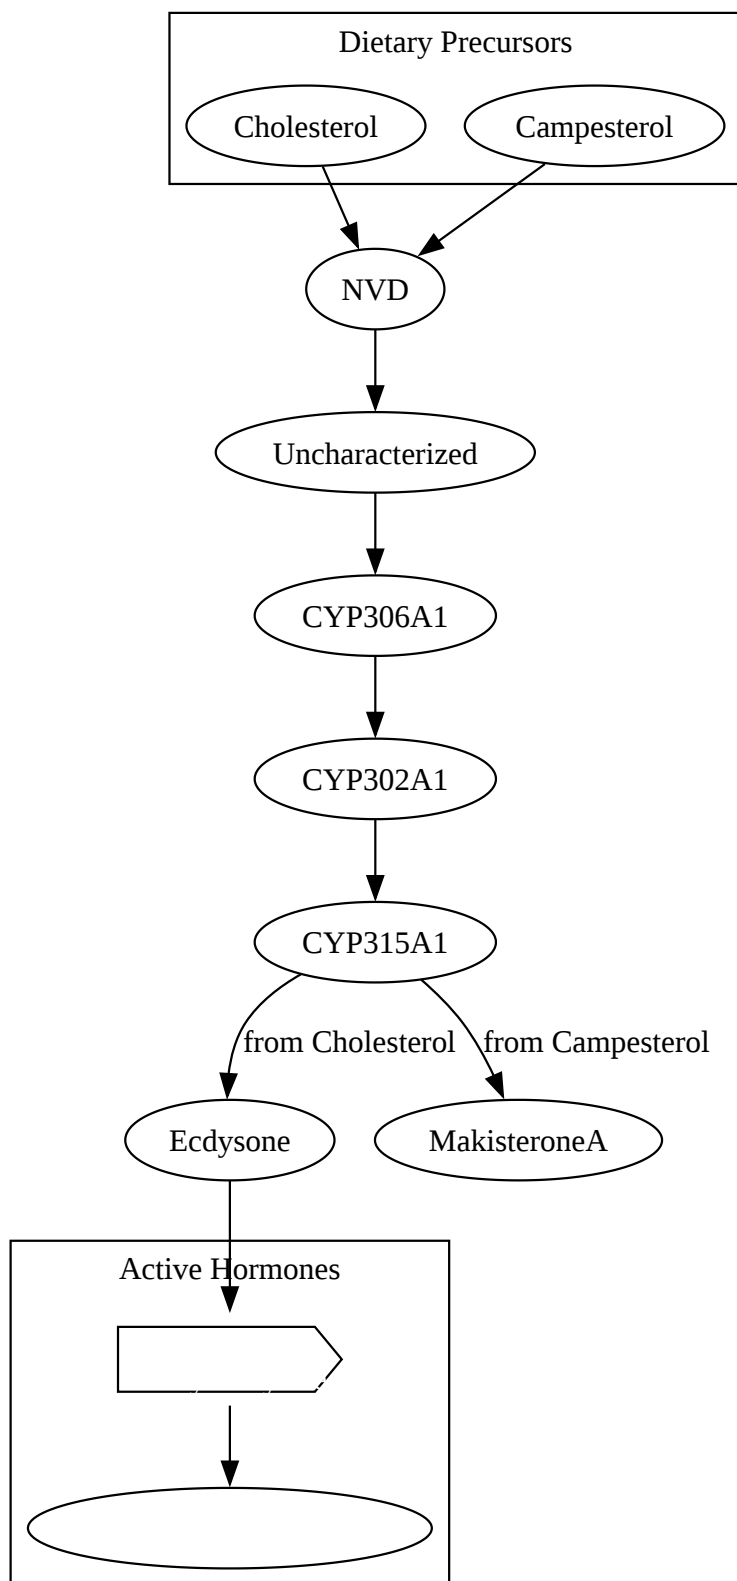 Dietary Precursors
Cholesterol
Campesterol
NVD
Uncharacterized
CYP306A1
CYP302A1
CYP315A1
from Cholesterol
from Campesterol
Ecdysone
MakisteroneA
Active Hormones